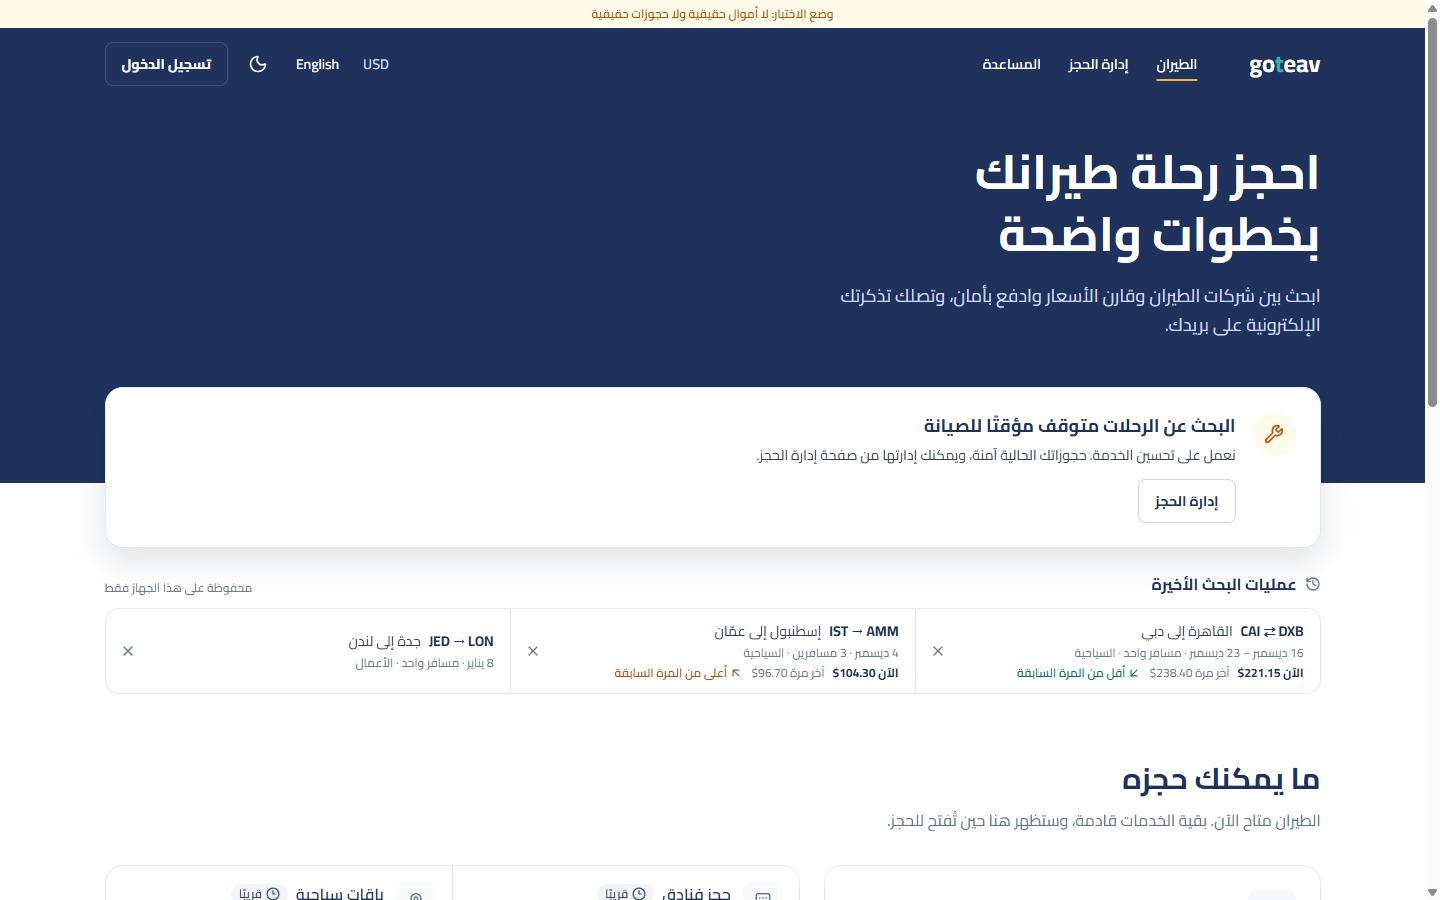 وضع الاختبار: لا أموال حقيقية ولا حجوزات حقيقية
goteav
الطيران
إدارة الحجز
المساعدة
USD
English
تسجيل الدخول
احجز رحلة طيرانك
بخطوات واضحة
ابحث بين شركات الطيران وقارن الأسعار وادفع بأمان، وتصلك تذكرتك
الإلكترونية على بريدك.
البحث عن الرحلات متوقف مؤقتًا للصيانة
نعمل على تحسين الخدمة. حجوزاتك الحالية آمنة، ويمكنك إدارتها من صفحة إدارة الحجز.
إدارة الحجز
عمليات البحث الأخيرة
محفوظة على هذا الجهاز فقط
CAI ⇄ DXB القاهرة إلى دبي
16 ديسمبر – 23 ديسمبر · مسافر واحد · السياحية
الآن $221.15 آخر مرة $238.40 ↙ أقل من المرة السابقة
IST → AMM إسطنبول إلى عمّان
4 ديسمبر · 3 مسافرين · السياحية
الآن $104.30 آخر مرة $96.70 ↖ أعلى من المرة السابقة
JED → LON جدة إلى لندن
8 يناير · مسافر واحد · الأعمال
ما يمكنك حجزه
الطيران متاح الآن. بقية الخدمات قادمة، وستظهر هنا حين تُفتح للحجز.
حجز فنادق
قريبًا
باقات سياحية
قريبًا